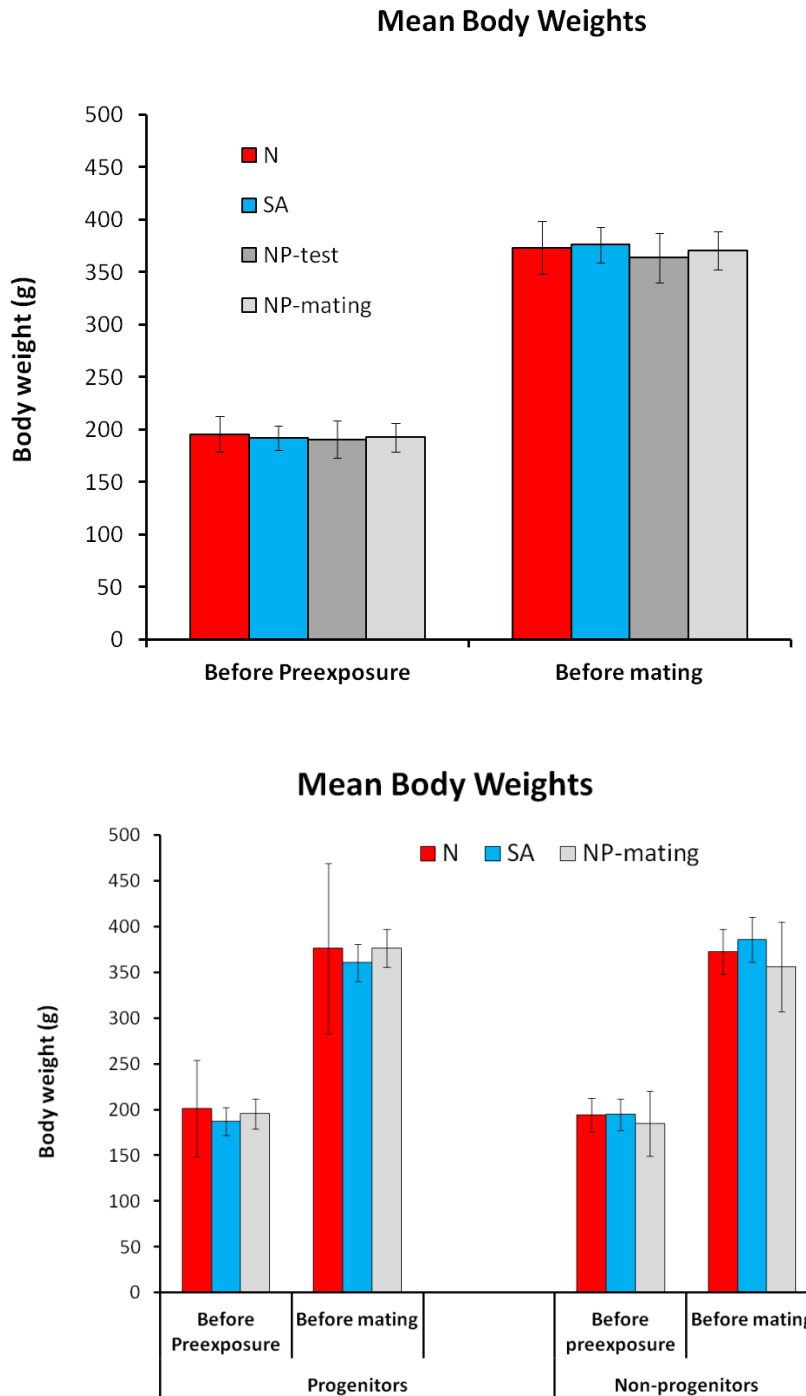 Mean Body Weights
500
450
400
350
300
250
200
150
100
50
0
Body weight (g)
N
SA
NP-test
NP-mating
Before Preexposure
Before mating
Mean Body Weights
500
450
400
350
300
250
200
150
100
50
0
Body weight (g)
N SA NP-mating
Before Preexposure
Before mating
Before preexposure
Before mating
Progenitors
Non-progenitors